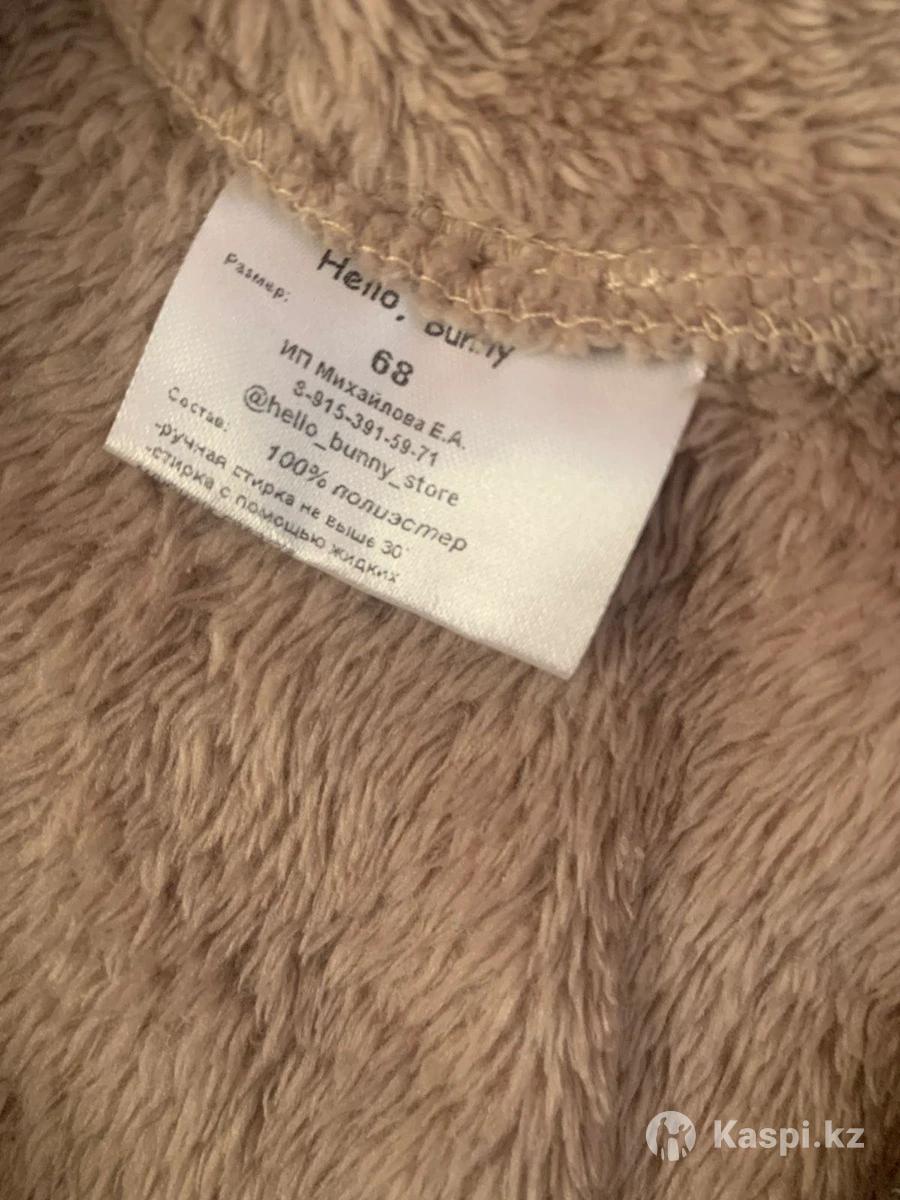 Hello, Bunny
Размер:
68
ИП Михайлова Е.А.
8-915-391-59-71
@hello_bunny_store
Состав:
100% полиэстер
-ручная стирка не выше 30°
-стирка с помощью жидких
Kaspi.kz